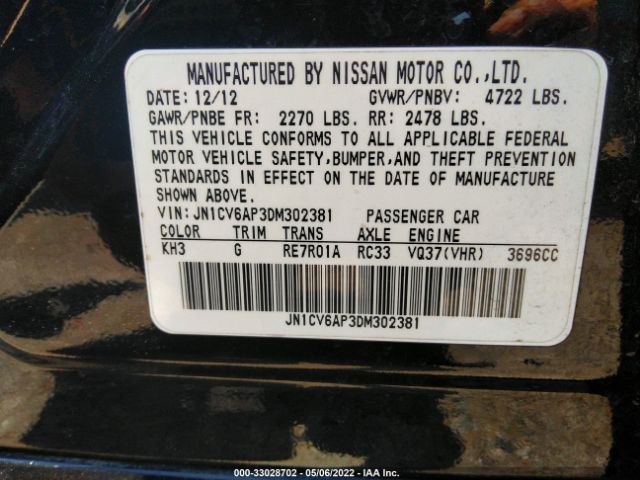 MANUFACTURED BY NISSAN MOTOR CO.,LTD.
DATE: 12/12 GVWR/PNBV: 4722 LBS.
GAWR/PNBE FR: 2270 LBS. RR: 2478 LBS.
THIS VEHICLE CONFORMS TO ALL APPLICABLE FEDERAL
MOTOR VEHICLE SAFETY,BUMPER,AND THEFT PREVENTION
STANDARDS IN EFFECT ON THE DATE OF MANUFACTURE
SHOWN ABOVE.
VIN: JN1CV6AP3DM302381 PASSENGER CAR
COLOR TRIM TRANS AXLE ENGINE
KH3 G RE7R01A RC33 VQ37(VHR) 3696CC
JN1CV6AP3DM302381
000-33028702 - 05/06/2022 - IAA Inc.